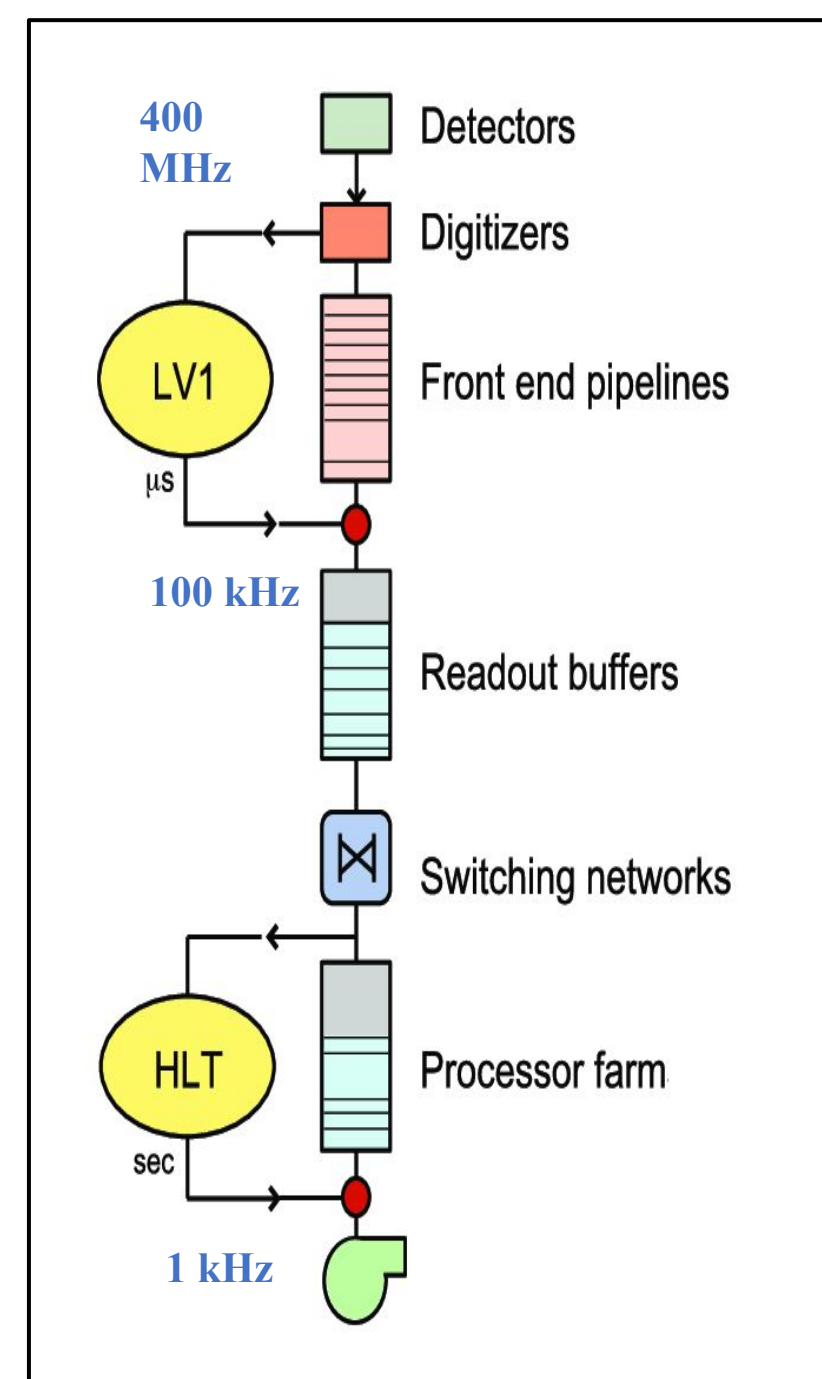 400
MHz
Detectors
Digitizers
LV1
Front end pipelines
µs
100 kHz
Readout buffers
Switching networks
HLT
Processor farm
sec
1 kHz